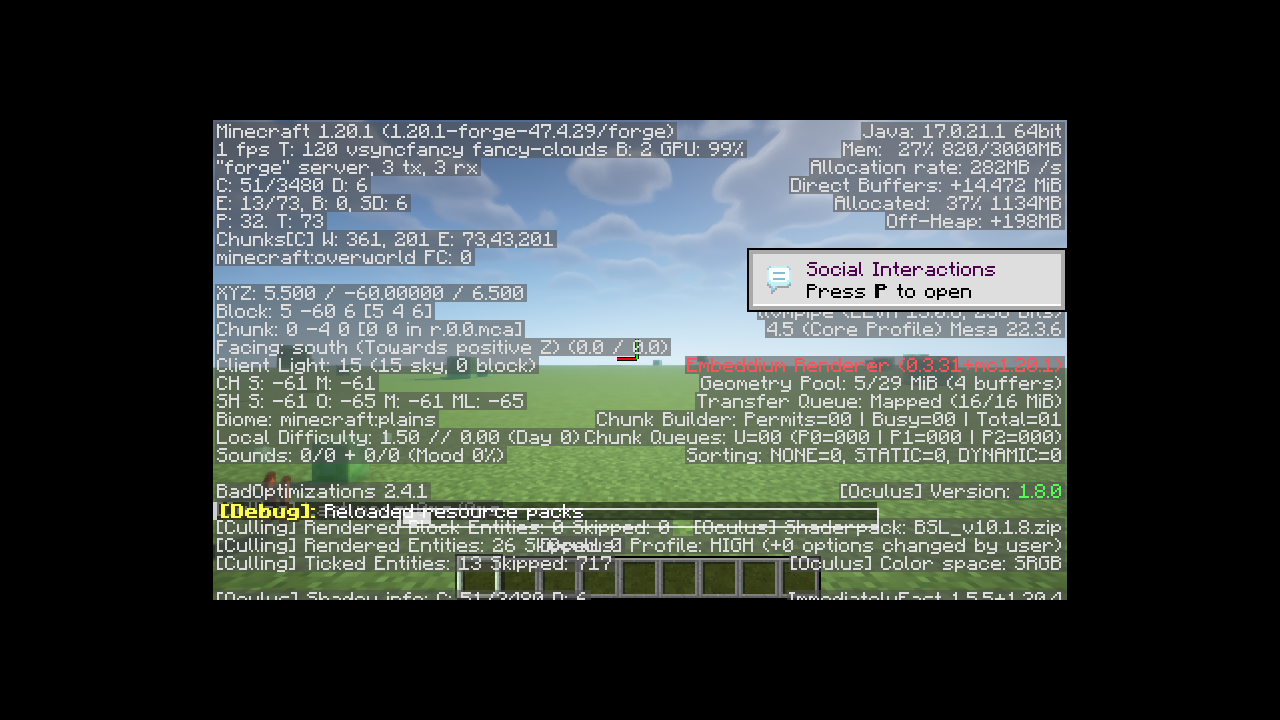 Minecraft 1.20.1 (1.20.1-forge-47.4.29/forge)
1 fps T: 120 vsyncfancy fancy-clouds B: 2 GPU: 99%
"forge" server, 3 tx, 3 rx
C: 51/3480 D: 6
E: 13/73, B: 0, SD: 6
P: 32. T: 73
Chunks[C] W: 361, 201 E: 73,43,201
minecraft:overworld FC: 0
XYZ: 5.500 / -60.00000 / 6.500
Block: 5 -60 6 [5 4 6]
Chunk: 0 -4 0 [0 0 in r.0.0.mca]
Facing: south (Towards positive Z) (0.0 / 0.0)
Client Light: 15 (15 sky, 0 block)
CH S: -61 M: -61
SH S: -61 O: -65 M: -61 ML: -65
Biome: minecraft:plains
Local Difficulty: 1.50 // 0.00 (Day 0)
Sounds: 0/0 + 0/0 (Mood 0%)
BadOptimizations 2.4.1
[Debug]: Reloaded resource packs
[Culling] Rendered Block Entities: 0 Skipped: 0
[Culling] Rendered Entities: 26
[Culling] Ticked Entities: 13 Skipped: 717
[Oculus] Shadow info: C: 51/3480 D: 6
Java: 17.0.21.1 64bit
Mem: 27% 820/3000MB
Allocation rate: 282MB /s
Direct Buffers: +14.472 MiB
Allocated: 37% 1134MB
Off-Heap: +198MB
Social Interactions
Press P to open
4.5 (Core Profile) Mesa 22.3.6
Embeddium Renderer (0.3.31+mc1.20.1)
Geometry Pool: 5/29 MiB (4 buffers)
Transfer Queue: Mapped (16/16 MiB)
Chunk Builder: Permits=00 | Busy=00 | Total=01
Chunk Queues: U=00 (P0=000 | P1=000 | P2=000)
Sorting: NONE=0, STATIC=0, DYNAMIC=0
[Oculus] Version: 1.8.0
[Oculus] Shaderpack: BSL_v10.1.8.zip
[Oculus] Profile: HIGH (+0 options changed by user)
[Oculus] Color space: SRGB